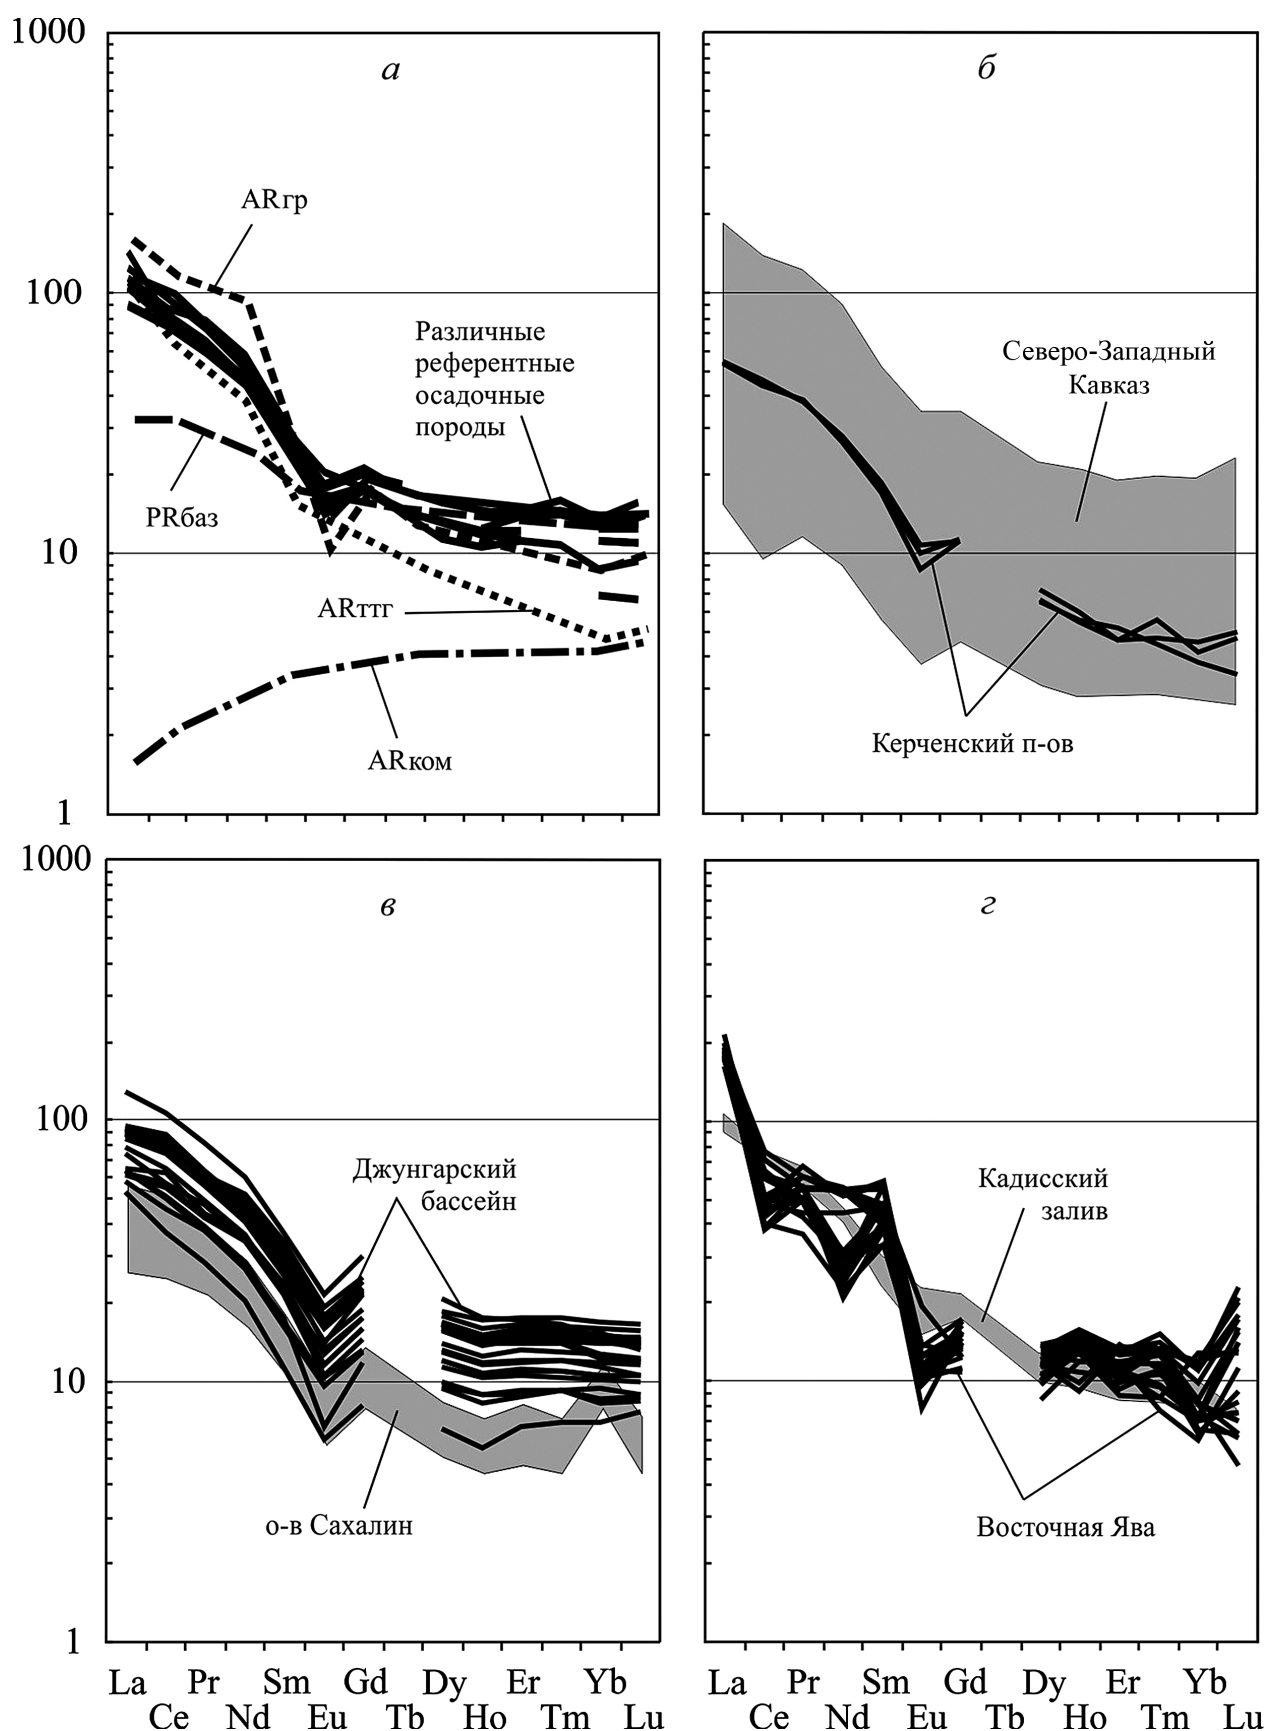 1000
100
10
1
а
ARгр
Различные
референтные
осадочные
породы
PRбаз
ARттг
ARком
б
Северо-Западный
Кавказ
Керченский п-ов
1000
100
10
1
в
Джунгарский
бассейн
о-в Сахалин
г
Кадисский
залив
Восточная Ява
La Pr Sm Gd Dy Er Yb
Ce Nd Eu Tb Ho Tm Lu
La Pr Sm Gd Dy Er Yb
Ce Nd Eu Tb Ho Tm Lu